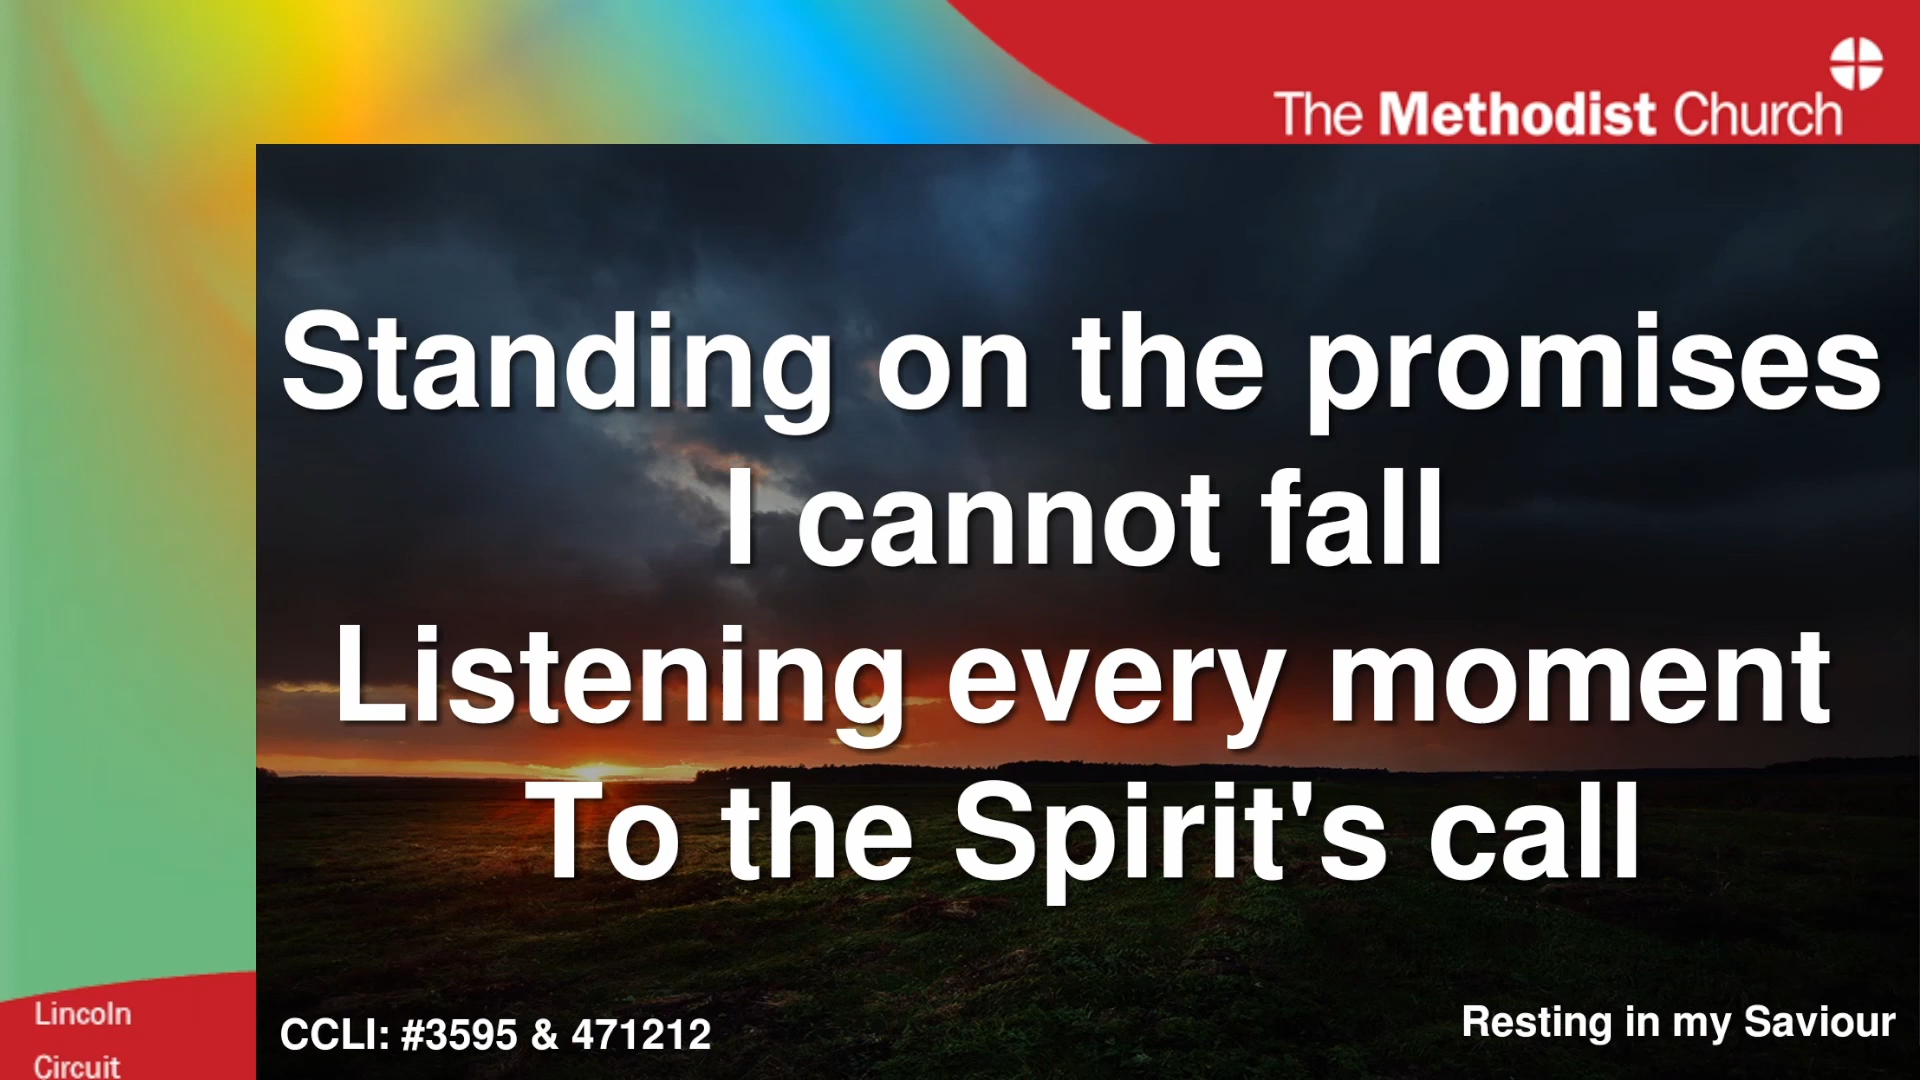 The Methodist Church
Standing on the promises
I cannot fall
Listening every moment
To the Spirit's call
Lincoln
Circuit
CCLI: #3595 & 471212
Resting in my Saviour